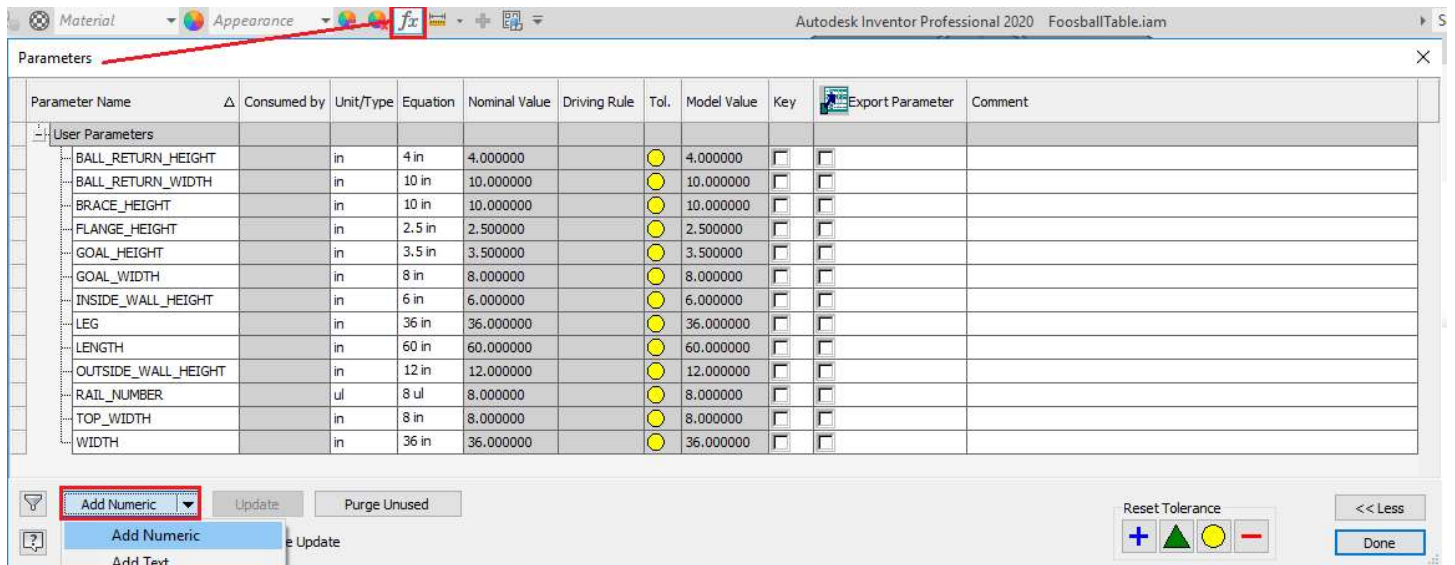 Material Appearance fx Autodesk Inventor Professional 2020 FoosballTable.iam S
Parameters
Parameter Name Consumed by Unit/Type Equation Nominal Value Driving Rule Tol. Model Value Key Export Parameter Comment
User Parameters
BALL_RETURN_HEIGHT in 4 in 4.000000 4.000000
BALL_RETURN_WIDTH in 10 in 10.000000 10.000000
BRACE_HEIGHT in 10 in 10.000000 10.000000
FLANGE_HEIGHT in 2.5 in 2.500000 2.500000
GOAL_HEIGHT in 3.5 in 3.500000 3.500000
GOAL_WIDTH in 8 in 8.000000 8.000000
INSIDE_WALL_HEIGHT in 6 in 6.000000 6.000000
LEG in 36 in 36.000000 36.000000
LENGTH in 60 in 60.000000 60.000000
OUTSIDE_WALL_HEIGHT in 12 in 12.000000 12.000000
RAIL_NUMBER ul 8 ul 8.000000 8.000000
TOP_WIDTH in 8 in 8.000000 8.000000
WIDTH in 36 in 36.000000 36.000000
Add Numeric Update Purge Unused Reset Tolerance << Less
Add Numeric e Update Done
Add Text